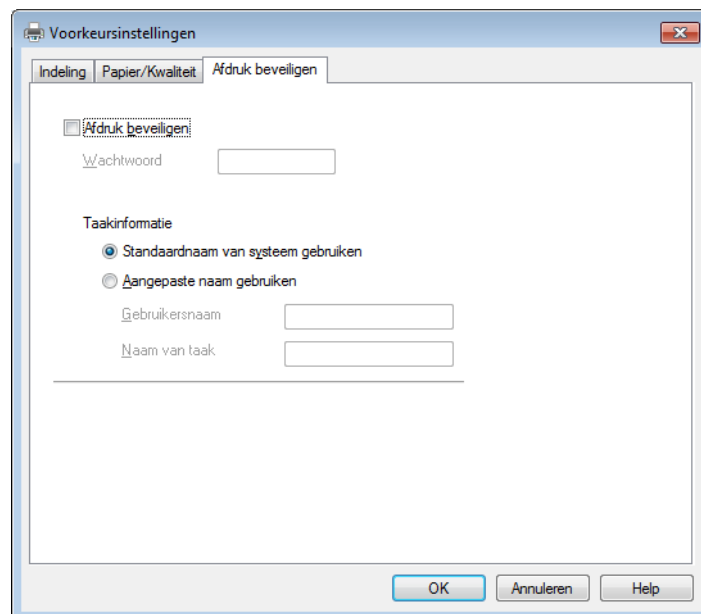 Voorkeursinstellingen
Indeling Papier/Kwaliteit Afdruk beveiligen
Afdruk beveiligen
Wachtwoord
Taakinformatie
Standaardnaam van systeem gebruiken
Aangepaste naam gebruiken
Gebruikersnaam
Naam van taak
OK Annuleren Help